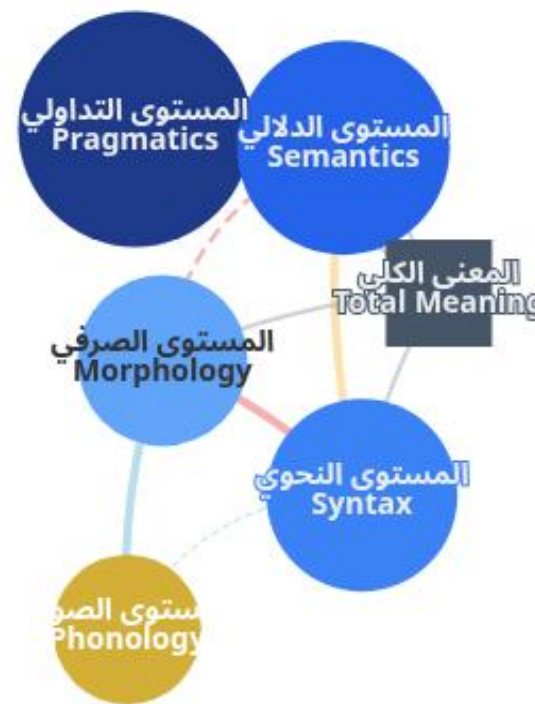 المستوى التداولي
Pragmatics
المستوى الدلالي
Semantics
المعنى الكلي
Total Meaning
المستوى الصرفي
Morphology
المستوى النحوي
Syntax
Phonology